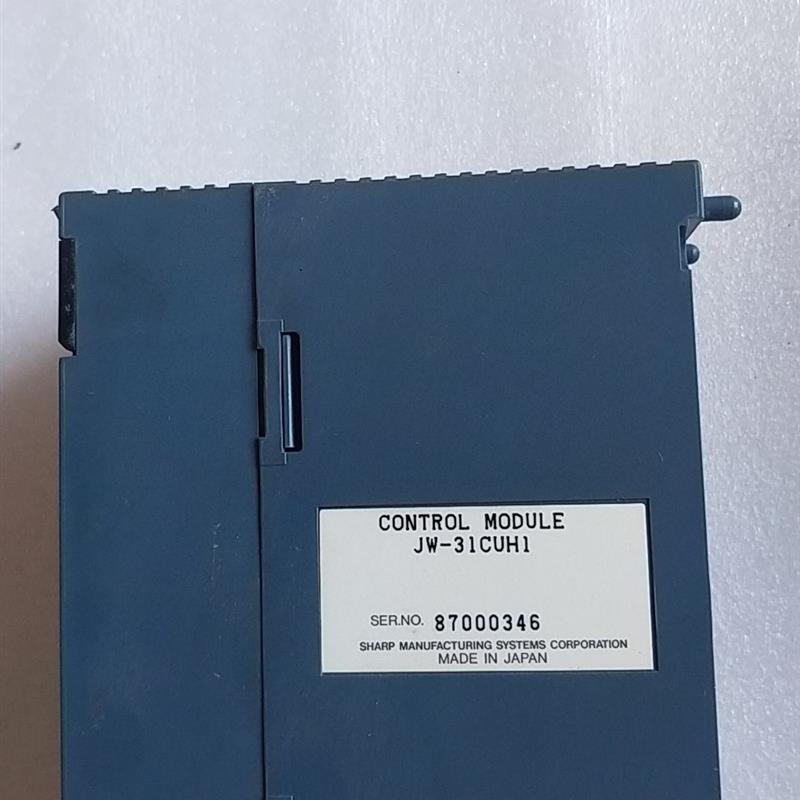 CONTROL MODULE
JW-31CUH1
SER.NO. 87000346
SHARP MANUFACTURING SYSTEMS CORPORATION
MADE IN JAPAN